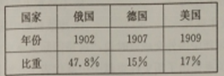 国家 俄国 德国 美国
年份 1902 1907 1909
比重 47.8% 15% 17%